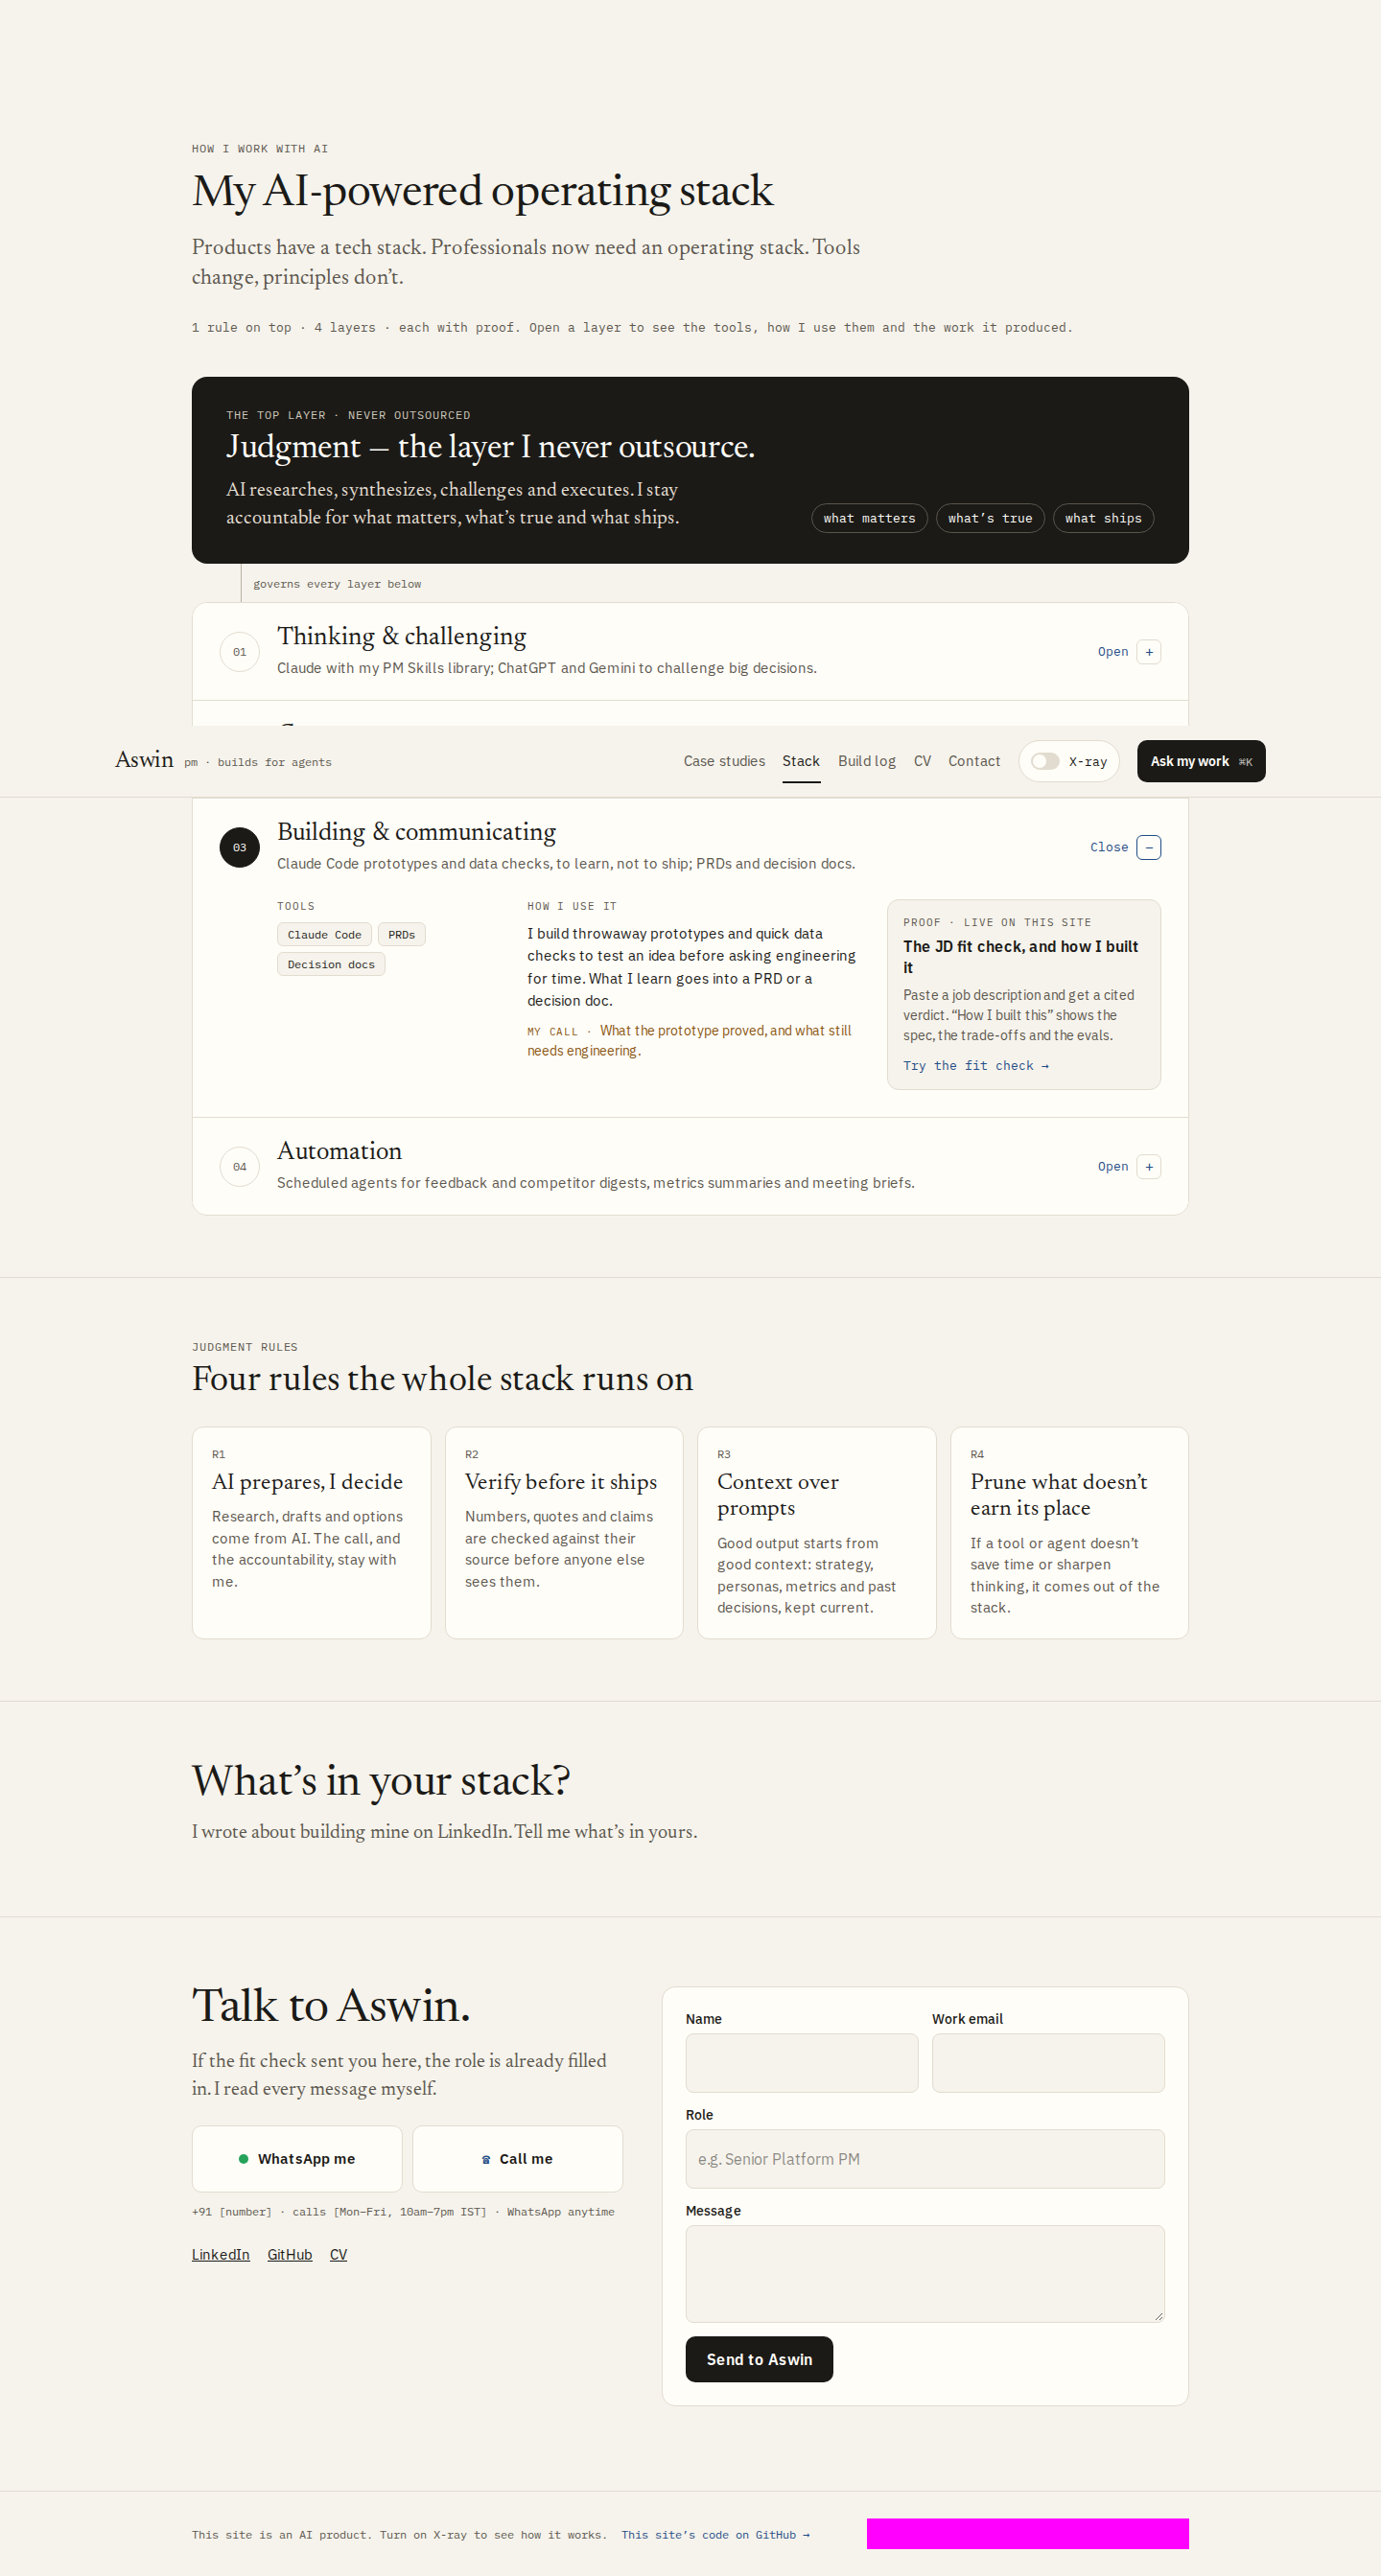 HOW I WORK WITH AI
My AI-powered operating stack
Products have a tech stack. Professionals now need an operating stack. Tools
change, principles don’t.
1 rule on top · 4 layers · each with proof. Open a layer to see the tools, how I use them and the work it produced.
THE TOP LAYER · NEVER OUTSOURCED
Judgment — the layer I never outsource.
AI researches, synthesizes, challenges and executes. I stay
accountable for what matters, what’s true and what ships.
what matters
what’s true
what ships
governs every layer below
01
Thinking & challenging
Claude with my PM Skills library; ChatGPT and Gemini to challenge big decisions.
Open +
Aswin pm · builds for agents
Case studies
Stack
Build log
CV
Contact
X-ray
Ask my work ⌘K
03
Building & communicating
Claude Code prototypes and data checks, to learn, not to ship; PRDs and decision docs.
Close −
TOOLS
Claude Code
PRDs
Decision docs
HOW I USE IT
I build throwaway prototypes and quick data
checks to test an idea before asking engineering
for time. What I learn goes into a PRD or a
decision doc.
MY CALL · What the prototype proved, and what still
needs engineering.
PROOF · LIVE ON THIS SITE
The JD fit check, and how I built
it
Paste a job description and get a cited
verdict. “How I built this” shows the
spec, the trade-offs and the evals.
Try the fit check →
04
Automation
Scheduled agents for feedback and competitor digests, metrics summaries and meeting briefs.
Open +
JUDGMENT RULES
Four rules the whole stack runs on
R1
AI prepares, I decide
Research, drafts and options
come from AI. The call, and
the accountability, stay with
me.
R2
Verify before it ships
Numbers, quotes and claims
are checked against their
source before anyone else
sees them.
R3
Context over
prompts
Good output starts from
good context: strategy,
personas, metrics and past
decisions, kept current.
R4
Prune what doesn’t
earn its place
If a tool or agent doesn’t
save time or sharpen
thinking, it comes out of the
stack.
What’s in your stack?
I wrote about building mine on LinkedIn. Tell me what’s in yours.
Talk to Aswin.
If the fit check sent you here, the role is already filled
in. I read every message myself.
WhatsApp me
☎ Call me
+91 [number] · calls [Mon–Fri, 10am–7pm IST] · WhatsApp anytime
LinkedIn
GitHub
CV
Name
Work email
Role
e.g. Senior Platform PM
Message
Send to Aswin
This site is an AI product. Turn on X-ray to see how it works. This site’s code on GitHub →